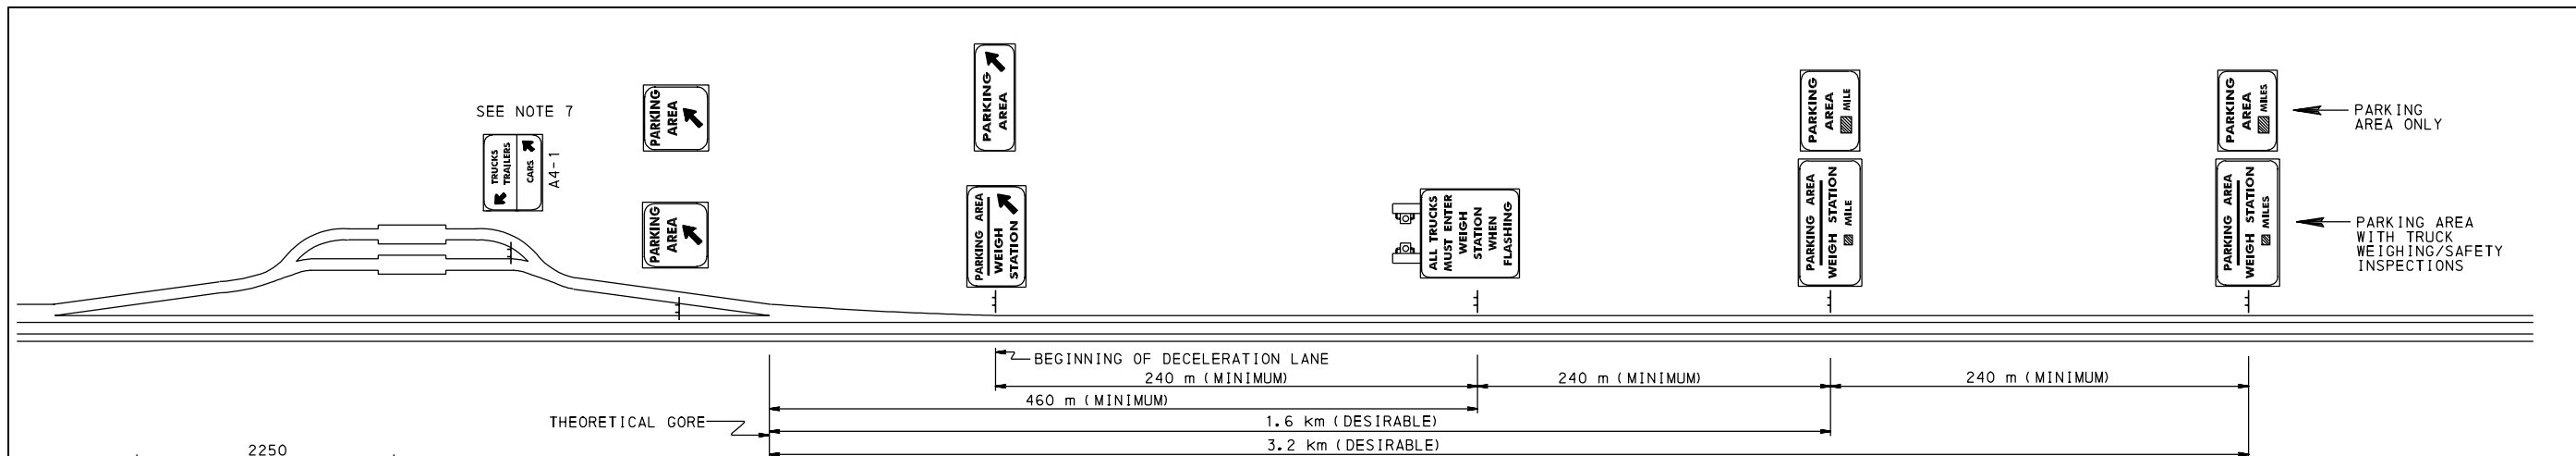 SEE NOTE 7
TRUCKS
TRAILERS
CARS
A4-1
PARKING
AREA
PARKING
AREA
PARKING
AREA
PARKING AREA
WEIGH
STATION
ALL TRUCKS
MUST ENTER
WEIGH
STATION
WHEN
FLASHING
PARKING
AREA
MILE
PARKING AREA
WEIGH STATION
MILE
PARKING
AREA
MILES
PARKING AREA
WEIGH STATION
MILES
PARKING
AREA ONLY
PARKING AREA
WITH TRUCK
WEIGHING/SAFETY
INSPECTIONS
BEGINNING OF DECELERATION LANE
240 m (MINIMUM)
240 m (MINIMUM)
240 m (MINIMUM)
460 m (MINIMUM)
THEORETICAL GORE
1.6 km (DESIRABLE)
3.2 km (DESIRABLE)
2250